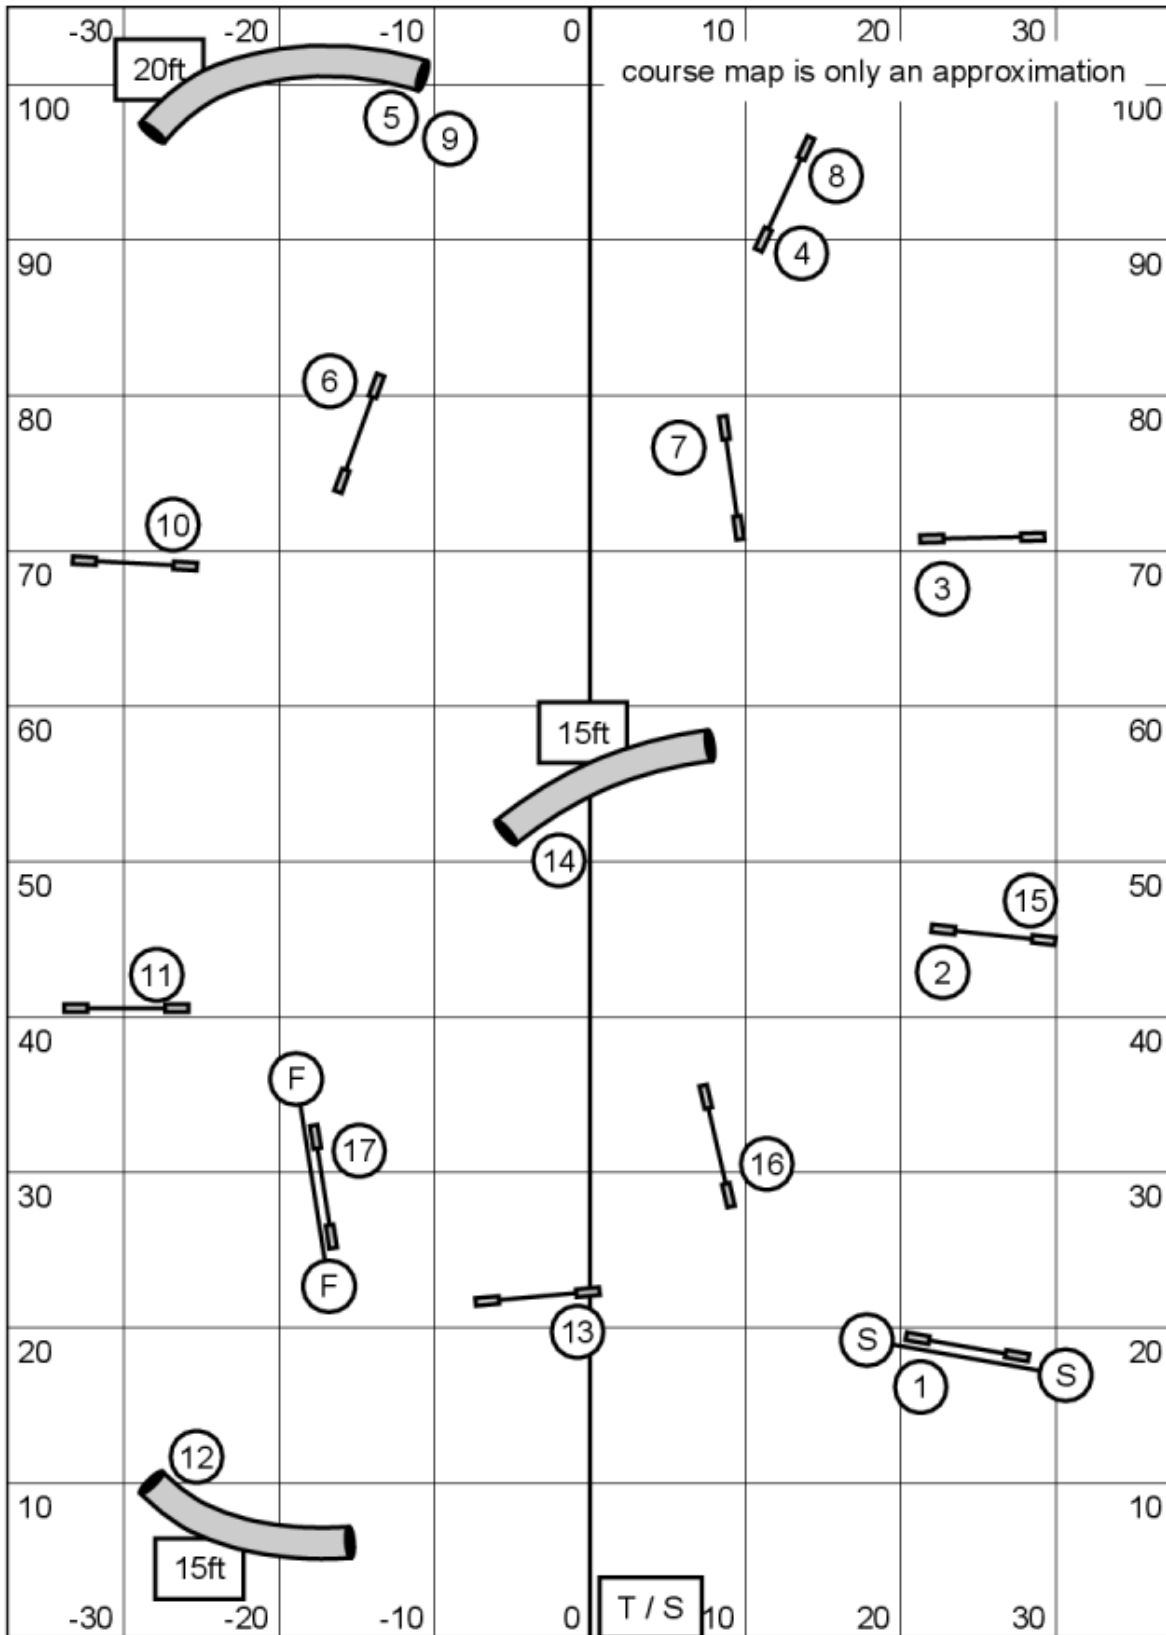 -30 -20 -10 0 10 20 30
20ft
course map is only an approximation
100 5 9 100
8
90 4 90
6
80 7 80
10
70 3 70
60 15ft 60
14
50 15 50
11 2
40 40
F
17 16
30 30
F
13
20 S 1 S 20
12
10 10
15ft
-30 -20 -10 0 T / S 10 20 30